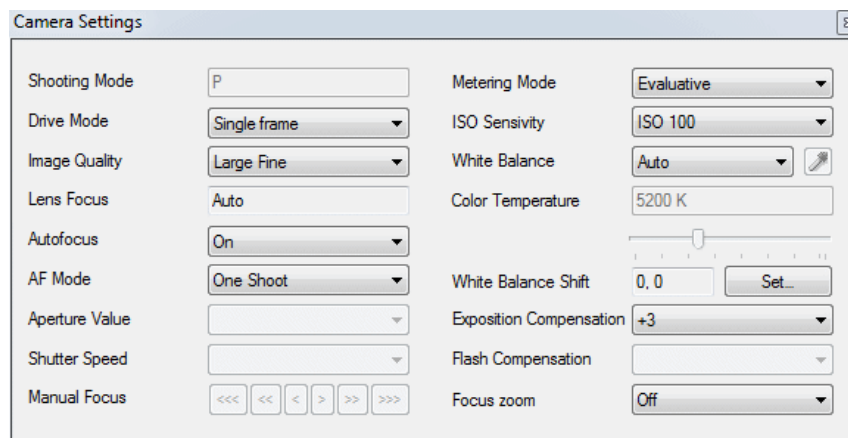 Camera Settings
Shooting Mode P Metering Mode Evaluative
Drive Mode Single frame ISO Sensivity ISO 100
Image Quality Large Fine White Balance Auto
Lens Focus Auto Color Temperature 5200 K
Autofocus On
AF Mode One Shoot White Balance Shift 0, 0 Set...
Aperture Value Exposition Compensation +3
Shutter Speed Flash Compensation
Manual Focus <<< << < > >> >>> Focus zoom Off